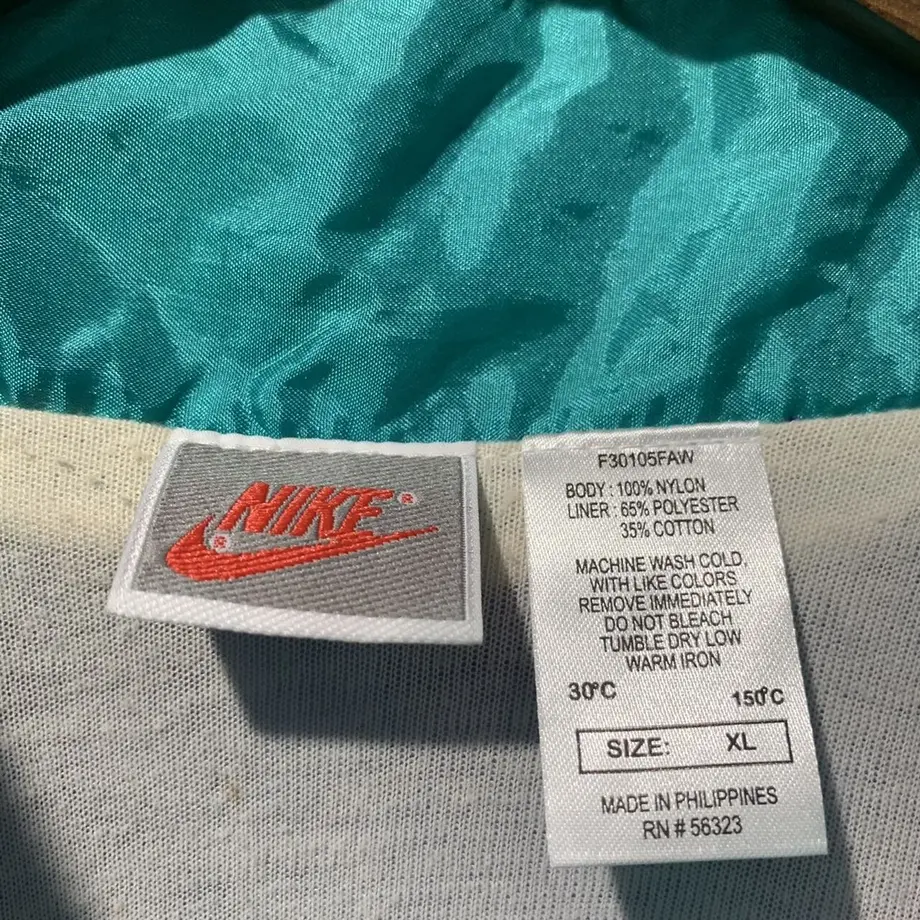 NIKE®
®
F30105FAW
BODY : 100% NYLON
LINER : 65% POLYESTER
35% COTTON
MACHINE WASH COLD,
WITH LIKE COLORS
REMOVE IMMEDIATELY
DO NOT BLEACH
TUMBLE DRY LOW
WARM IRON
30°C 150°C
SIZE: XL
MADE IN PHILIPPINES
RN # 56323